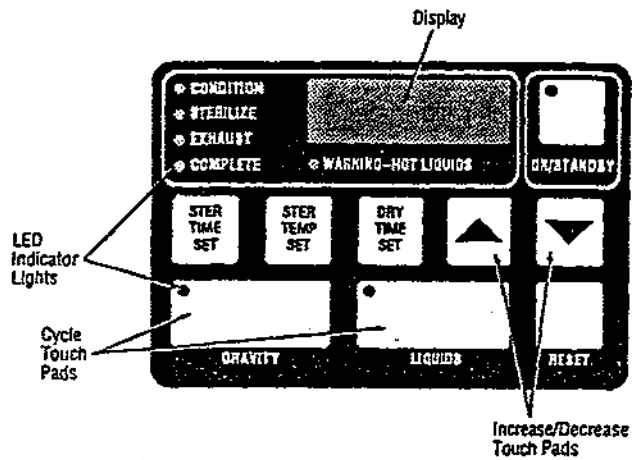 Display
CONDITION
STERILIZE
EXHAUST
COMPLETE
WARNING-HOT LIQUIDS
ON/STANDBY
STER
TIME
SET
STER
TEMP
SET
DRY
TIME
SET
LED
Indicator
Lights
Cycle
Touch
Pads
GRAVITY
LIQUIDS
RESET
Increase/Decrease
Touch Pads